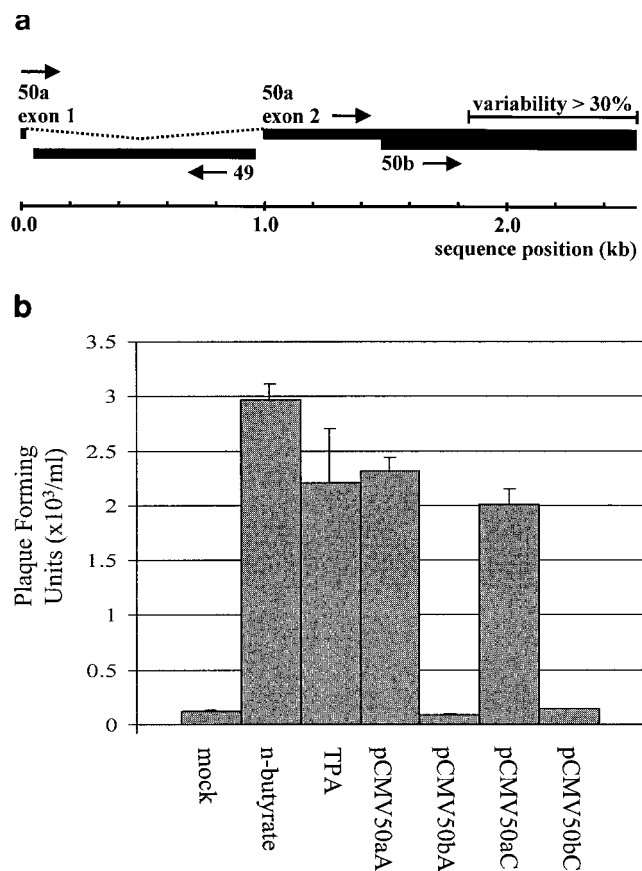 a
50a
exon 1
50a
exon 2
variability > 30%
49
50b
0.0
1.0
2.0
sequence position (kb)
b
Plaque Forming
Units (x10³/ml)
3.5
3
2.5
2
1.5
1
0.5
0
mock
n-butyrate
TPA
pCMV50aA
pCMV50bA
pCMV50aC
pCMV50bC